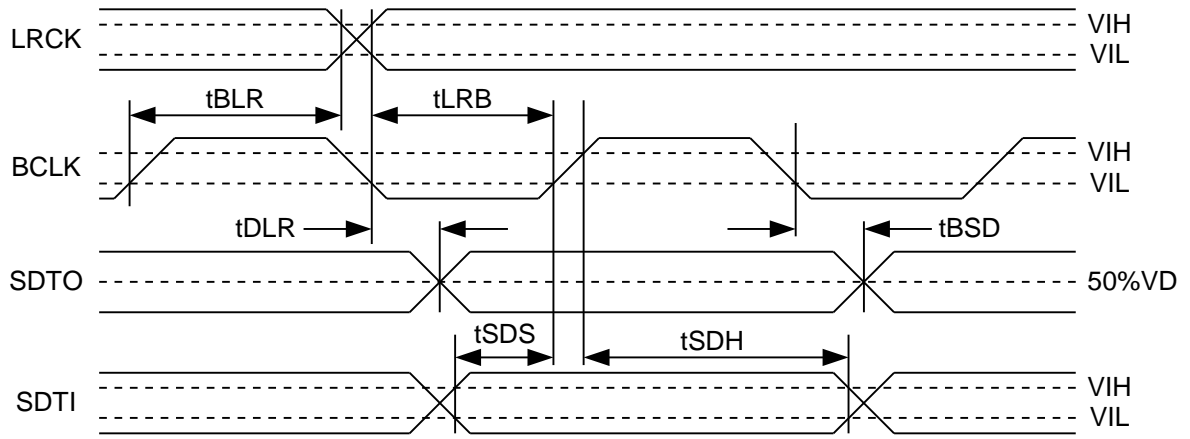 LRCK
VIH
VIL
tBLR
tLRB
BCLK
VIH
VIL
tDLR
tBSD
SDTO
50%VD
tSDS
tSDH
SDTI
VIH
VIL